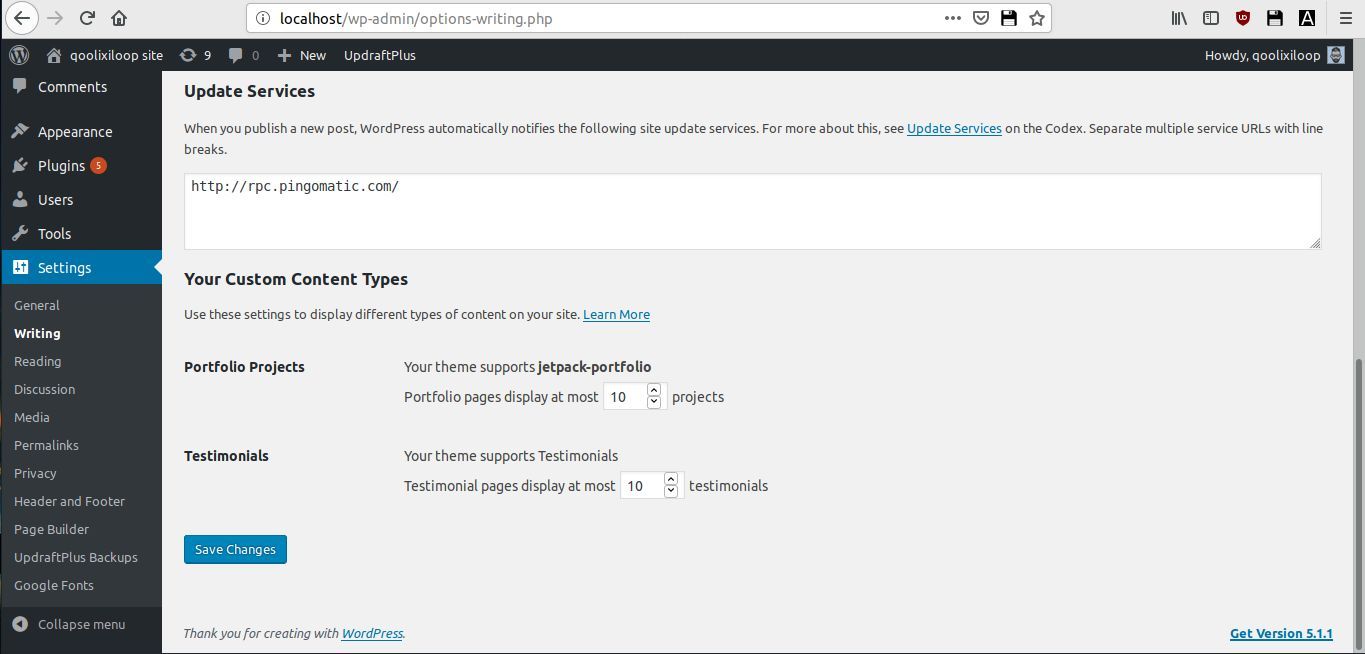 localhost/wp-admin/options-writing.php
qoolixiloop site 9 0 New UpdraftPlus Howdy, qoolixiloop
Comments
Appearance
Plugins 5
Users
Tools
Settings
General
Writing
Reading
Discussion
Media
Permalinks
Privacy
Header and Footer
Page Builder
UpdraftPlus Backups
Google Fonts
Collapse menu
Update Services
When you publish a new post, WordPress automatically notifies the following site update services. For more about this, see Update Services on the Codex. Separate multiple service URLs with line
breaks.
http://rpc.pingomatic.com/
Your Custom Content Types
Use these settings to display different types of content on your site. Learn More
Portfolio Projects
Your theme supports jetpack-portfolio
Portfolio pages display at most 10 projects
Testimonials
Your theme supports Testimonials
Testimonial pages display at most 10 testimonials
Save Changes
Thank you for creating with WordPress.
Get Version 5.1.1